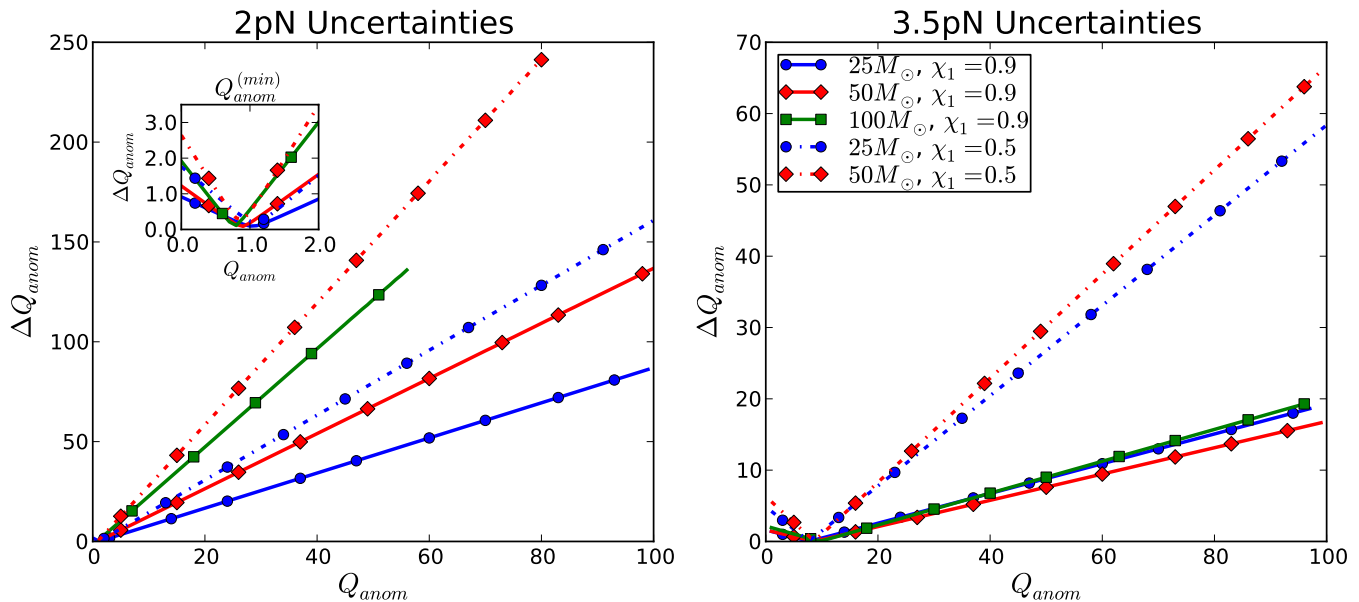 2pN Uncertainties
250
200
150
100
50
0
ΔQ_anom
0 20 40 60 80 100
Q_anom
Q_anom^(min)
3.0
2.0
1.0
0.0
ΔQ_anom
0.0 1.0 2.0
Q_anom
3.5pN Uncertainties
70
60
50
40
30
20
10
0
ΔQ_anom
0 20 40 60 80 100
Q_anom
25M_⊙, χ_1 = 0.9
50M_⊙, χ_1 = 0.9
100M_⊙, χ_1 = 0.9
25M_⊙, χ_1 = 0.5
50M_⊙, χ_1 = 0.5